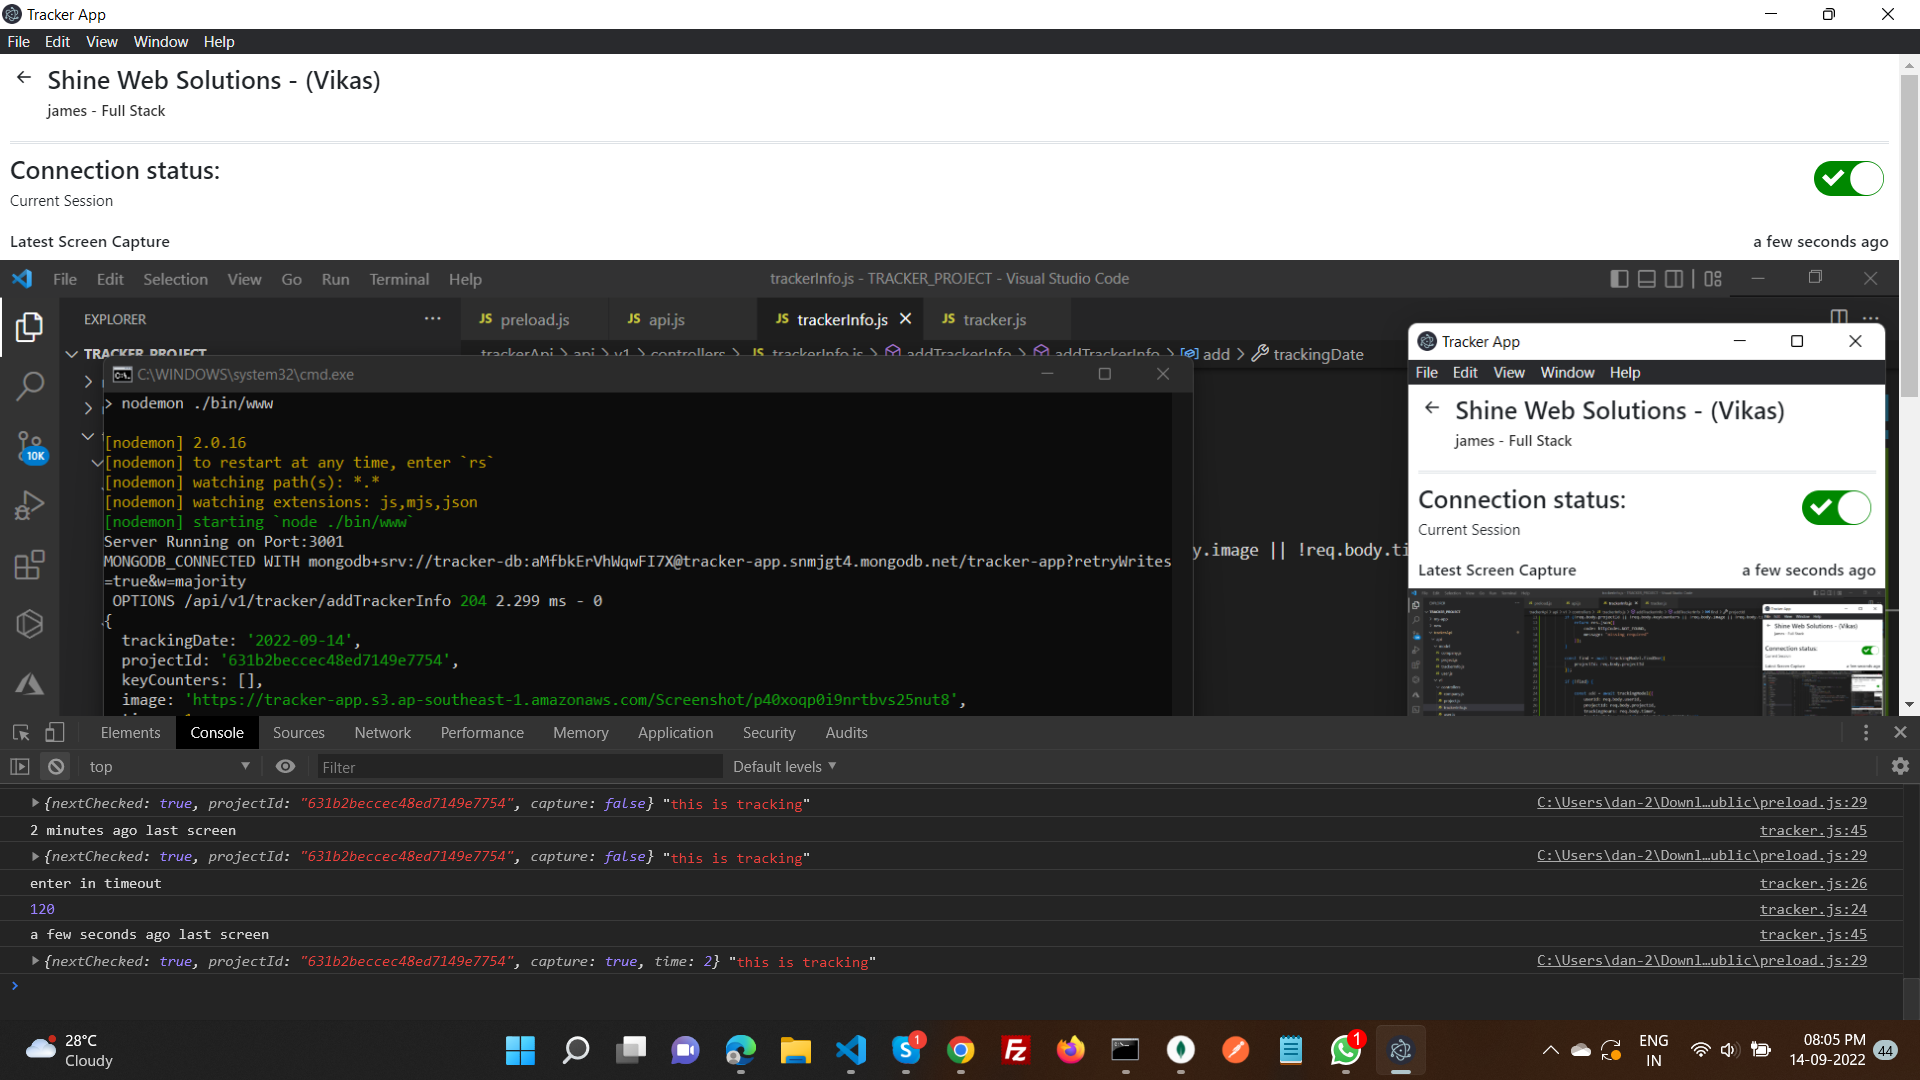 Tracker App
File Edit View Window Help
Shine Web Solutions - (Vikas)
james - Full Stack
Connection status:
Current Session
Latest Screen Capture
a few seconds ago
File Edit Selection View Go Run Terminal Help
trackerInfo.js - TRACKER_PROJECT - Visual Studio Code
EXPLORER
JS preload.js
JS api.js
JS trackerInfo.js
JS tracker.js
TRACKER_PROJECT
trackerApi > api > v1 > controllers > JS trackerInfo.js > addTrackerInfo > addTrackerInfo > add > trackingDate
10K
C:\WINDOWS\system32\cmd.exe
> nodemon ./bin/www
[nodemon] 2.0.16
[nodemon] to restart at any time, enter `rs`
[nodemon] watching path(s): *.*
[nodemon] watching extensions: js,mjs,json
[nodemon] starting `node ./bin/www`
Server Running on Port:3001
MONGODB_CONNECTED WITH mongodb+srv://tracker-db:aMfbkErVhWqwFI7X@tracker-app.snmjgt4.mongodb.net/tracker-app?retryWrites
=true&w=majority
OPTIONS /api/v1/tracker/addTrackerInfo 204 2.299 ms - 0
{
trackingDate: '2022-09-14',
projectId: '631b2beccec48ed7149e7754',
keyCounters: [],
image: 'https://tracker-app.s3.ap-southeast-1.amazonaws.com/Screenshot/p40xoqp0i9nrtbvs25nut8',
y.image || !req.body.ti
Tracker App
File Edit View Window Help
Shine Web Solutions - (Vikas)
james - Full Stack
Connection status:
Current Session
Latest Screen Capture
a few seconds ago
Shine Web Solutions - (Vikas)
Connection status:
Elements Console Sources Network Performance Memory Application Security Audits
top
Filter
Default levels
{nextChecked: true, projectId: "631b2beccec48ed7149e7754", capture: false} "this is tracking"
C:\Users\dan-2\Downl…ublic\preload.js:29
2 minutes ago last screen
tracker.js:45
{nextChecked: true, projectId: "631b2beccec48ed7149e7754", capture: false} "this is tracking"
C:\Users\dan-2\Downl…ublic\preload.js:29
enter in timeout
tracker.js:26
120
tracker.js:24
a few seconds ago last screen
tracker.js:45
{nextChecked: true, projectId: "631b2beccec48ed7149e7754", capture: true, time: 2} "this is tracking"
C:\Users\dan-2\Downl…ublic\preload.js:29
28°C
Cloudy
1
Fz
1
ENG
IN
08:05 PM
14-09-2022
44